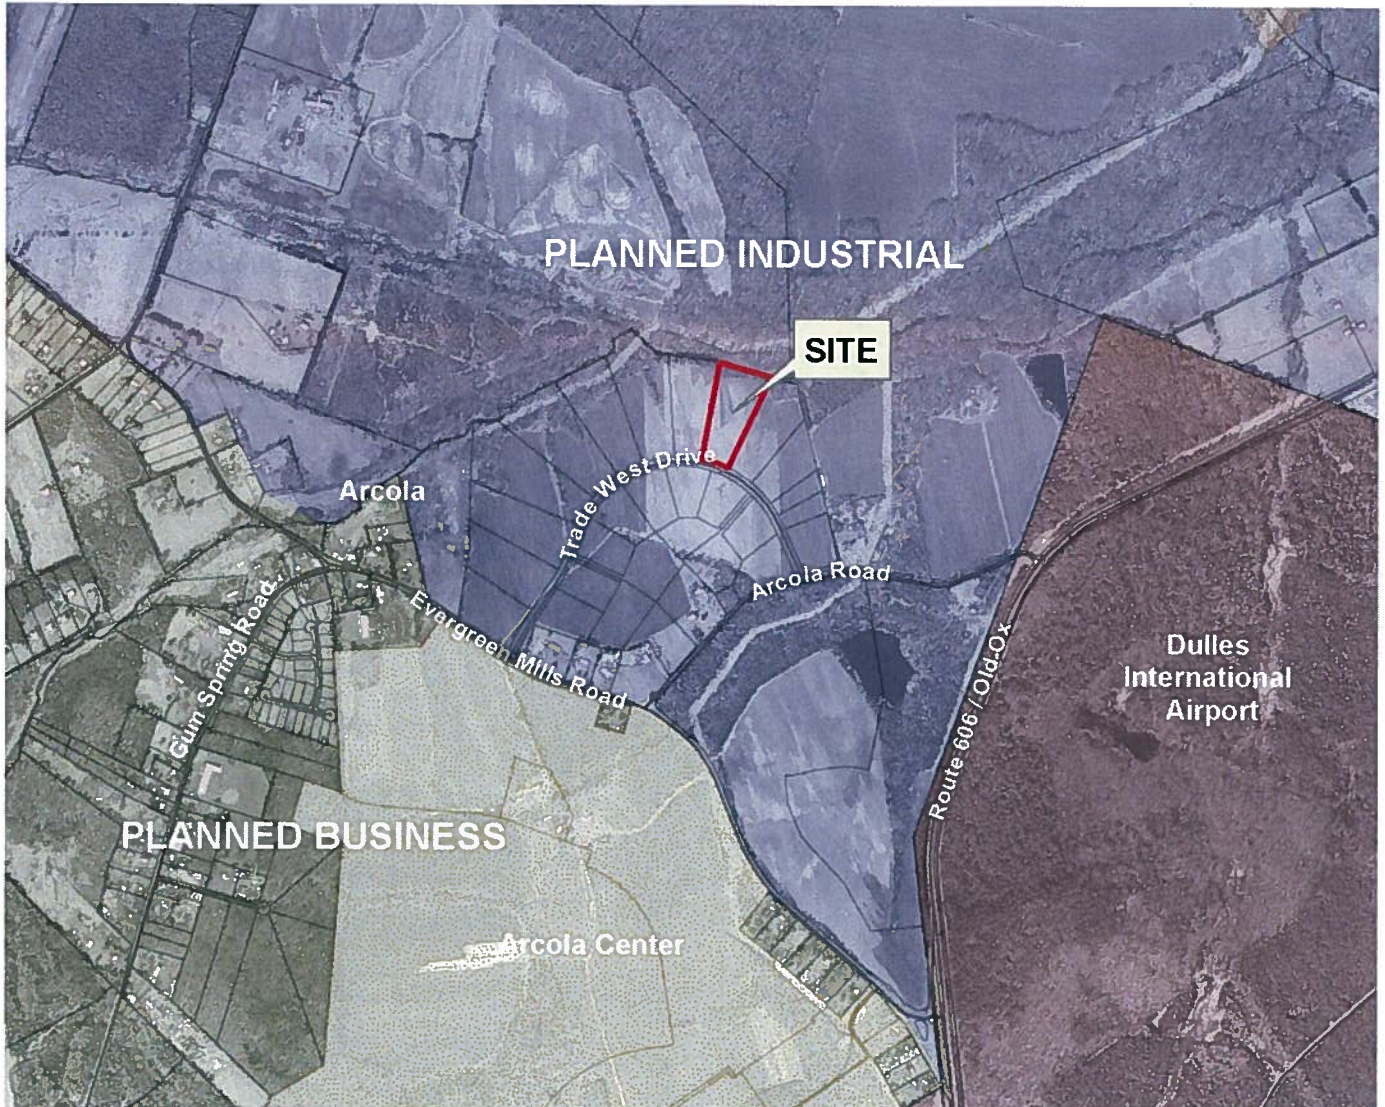 PLANNED INDUSTRIAL
SITE
Trade West Drive
Arcola
Arcola Road
Evergreen Mills Road
Gum Spring Road
Dulles
International
Airport
Route 606 / Old Ox
PLANNED BUSINESS
Arcola Center